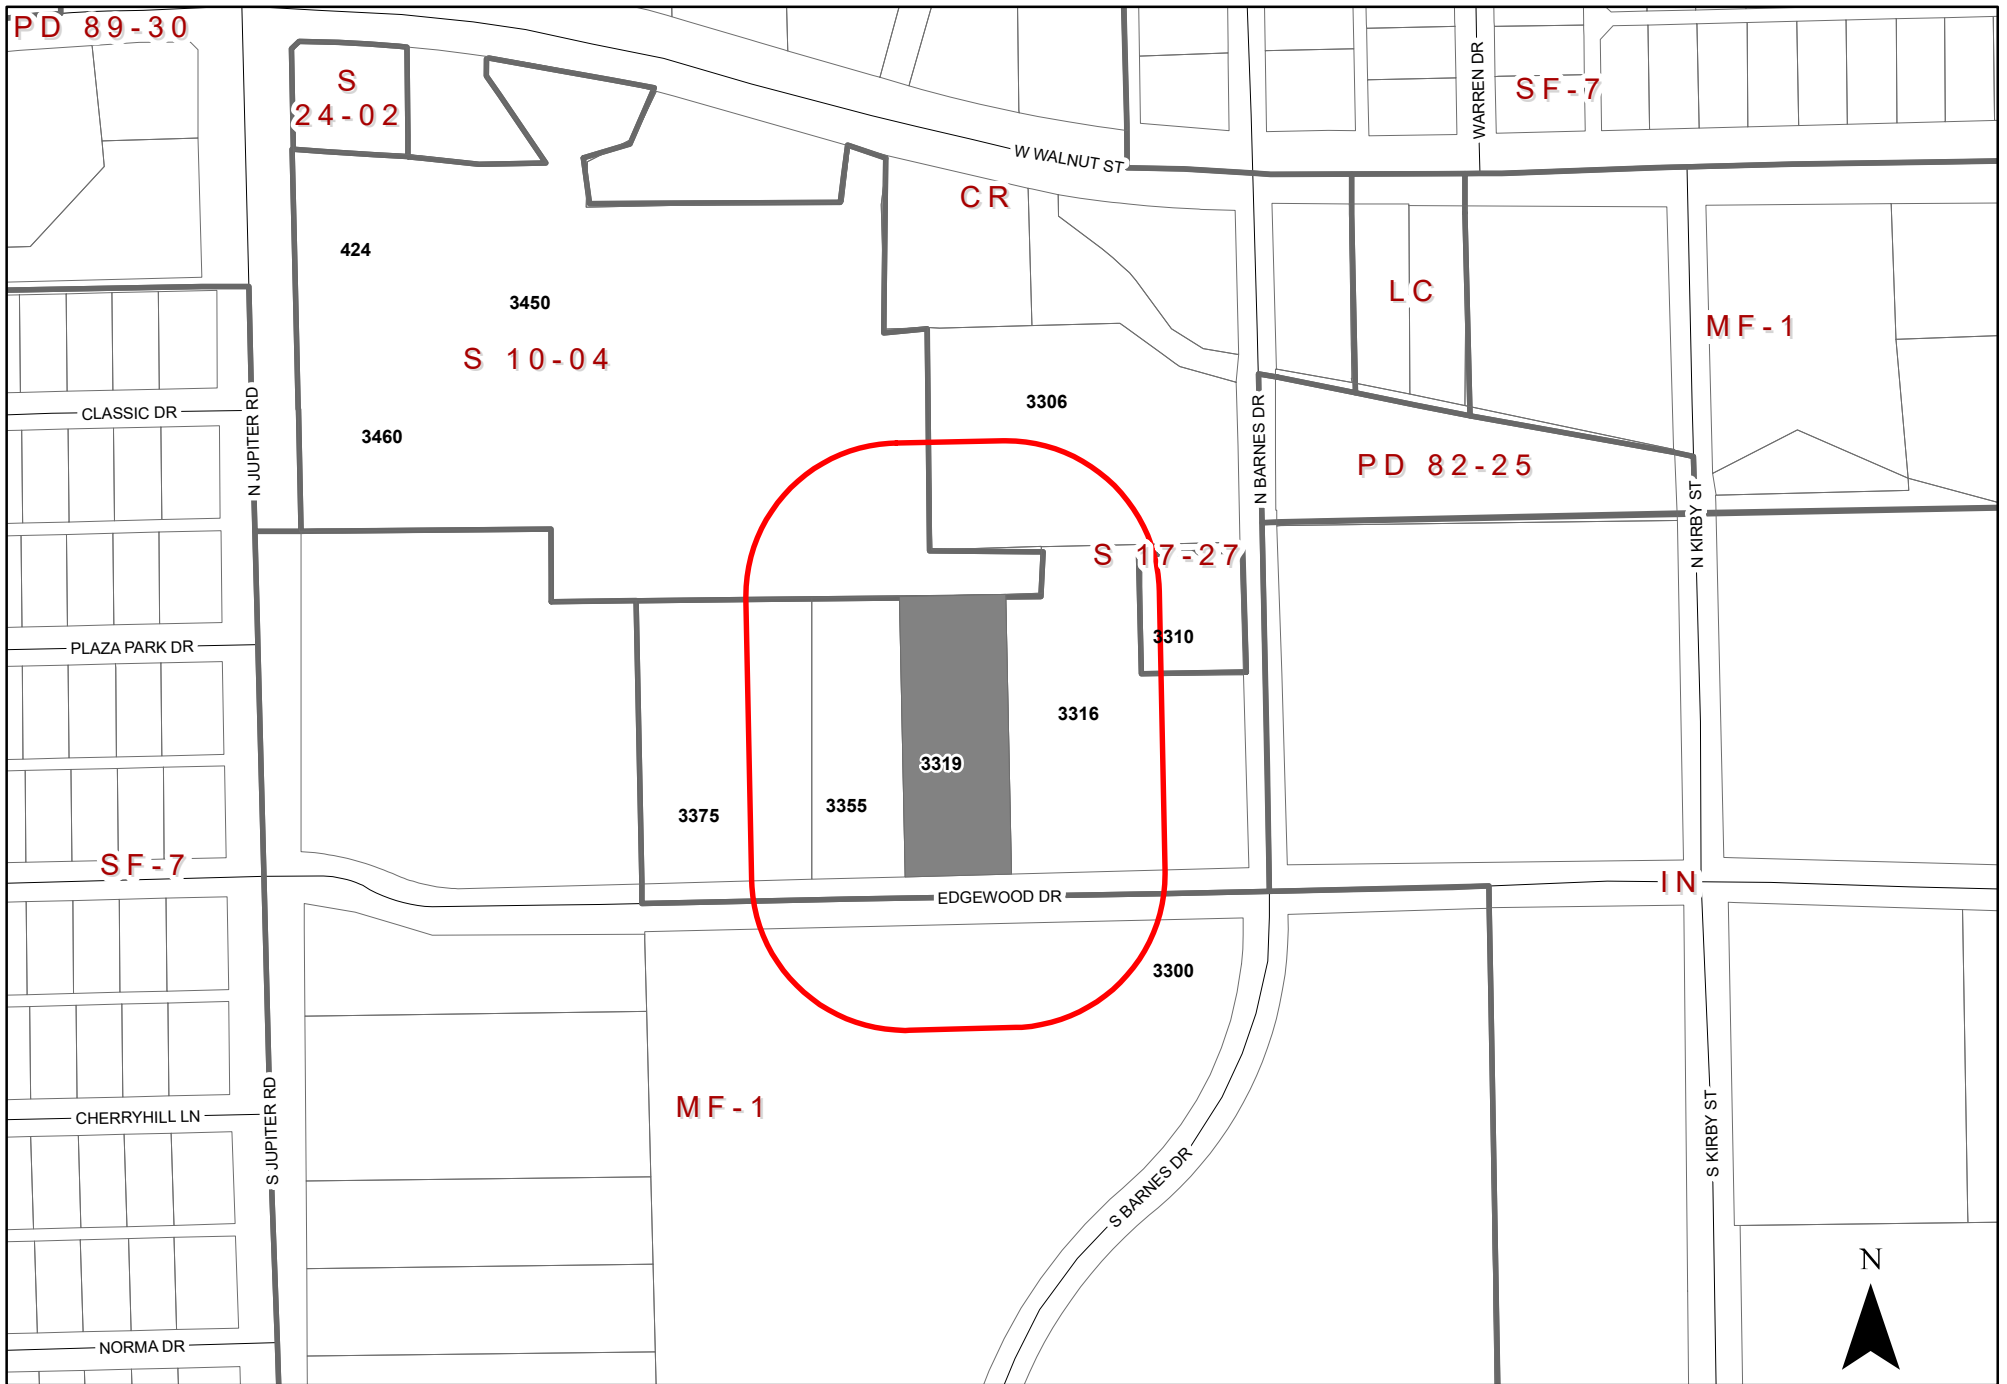 PD 89-30
S
24-02
SF-7
WARREN DR
W WALNUT ST
CR
424
3450
LC
MF-1
S 10-04
3306
CLASSIC DR
N JUPITER RD
3460
N BARNES DR
PD 82-25
N KIRBY ST
S 17-27
3310
PLAZA PARK DR
3316
3319
3355
3375
SF-7
EDGEWOOD DR
IN
3300
MF-1
CHERRYHILL LN
S JUPITER RD
S BARNES DR
S KIRBY ST
N
NORMA DR